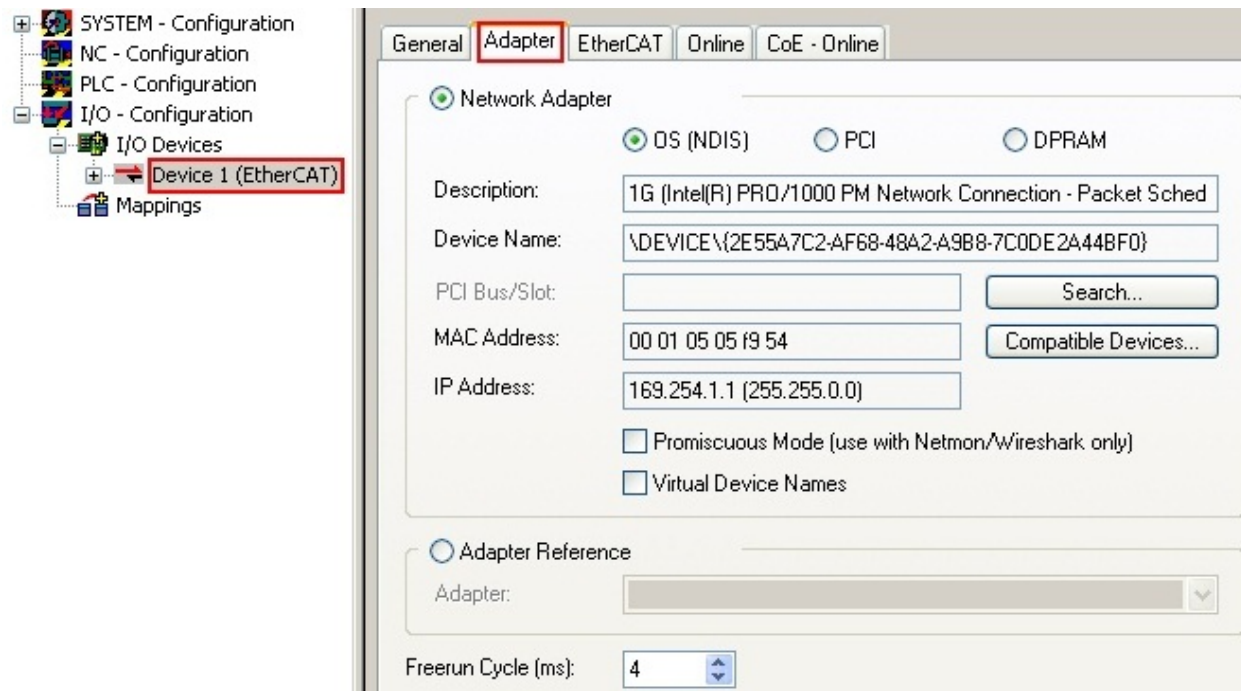 SYSTEM - Configuration
NC - Configuration
PLC - Configuration
I/O - Configuration
I/O Devices
Device 1 (EtherCAT)
Mappings
General Adapter EtherCAT Online CoE - Online
Network Adapter
OS (NDIS) PCI DPRAM
Description: 1G (Intel(R) PRO/1000 PM Network Connection - Packet Sched
Device Name: \DEVICE\{2E55A7C2-AF68-48A2-A9B8-7C0DE2A44BF0}
PCI Bus/Slot: Search...
MAC Address: 00 01 05 05 f9 54 Compatible Devices...
IP Address: 169.254.1.1 (255.255.0.0)
Promiscuous Mode (use with Netmon/Wireshark only)
Virtual Device Names
Adapter Reference
Adapter:
Freerun Cycle (ms): 4